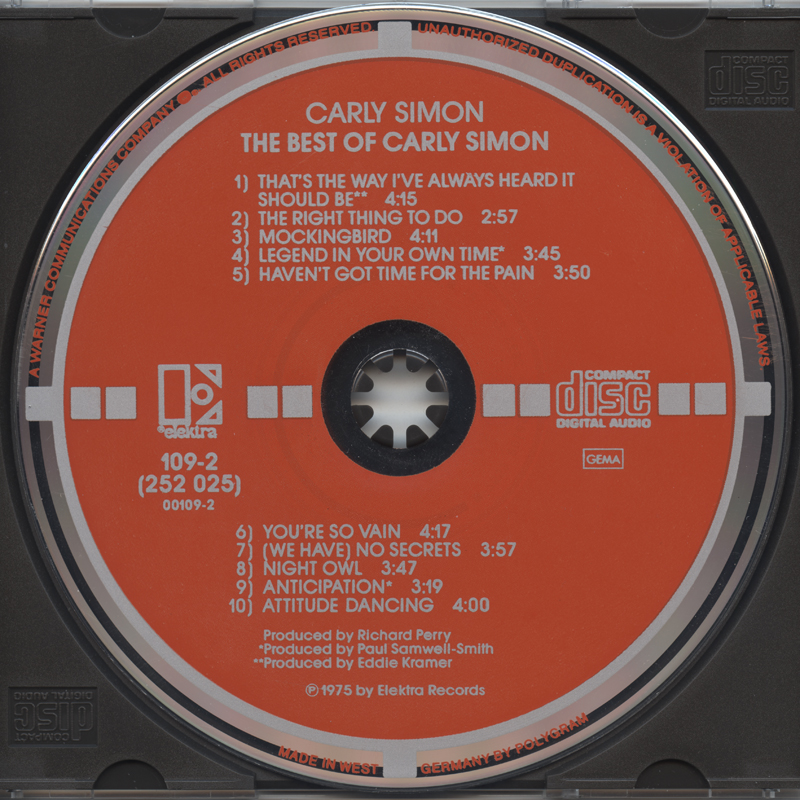 A WARNER COMMUNICATIONS COMPANY ℗©. ALL RIGHTS RESERVED.
UNAUTHORIZED DUPLICATION IS A VIOLATION OF APPLICABLE LAWS
COMPACT
disc
DIGITAL AUDIO
CARLY SIMON
THE BEST OF CARLY SIMON
1) THAT'S THE WAY I'VE ALWAYS HEARD IT
SHOULD BE** 4:15
2) THE RIGHT THING TO DO 2:57
3) MOCKINGBIRD 4:11
4) LEGEND IN YOUR OWN TIME* 3:45
5) HAVEN'T GOT TIME FOR THE PAIN 3:50
®elektra
COMPACT
disc
DIGITAL AUDIO
109-2
(252 025)
00109-2
GEMA
6) YOU'RE SO VAIN 4:17
7) (WE HAVE) NO SECRETS 3:57
8) NIGHT OWL 3:47
9) ANTICIPATION* 3:19
10) ATTITUDE DANCING 4:00
Produced by Richard Perry
*Produced by Paul Samwell-Smith
**Produced by Eddie Kramer
℗1975 by Elektra Records
COMPACT
disc
DIGITAL AUDIO
MADE IN WEST GERMANY BY POLYGRAM